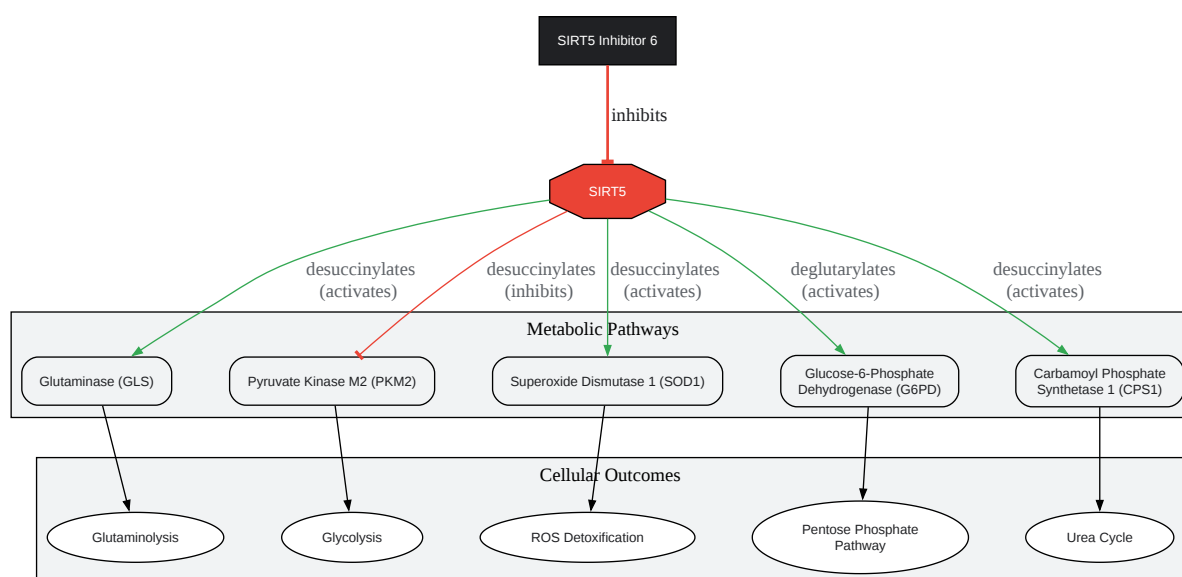 SIRT5 Inhibitor 6
inhibits
SIRT5
desuccinylates
(activates)
desuccinylates
(inhibits)
desuccinylates
(activates)
deglutarylates
(activates)
desuccinylates
(activates)
Metabolic Pathways
Glutaminase (GLS)
Pyruvate Kinase M2 (PKM2)
Superoxide Dismutase 1 (SOD1)
Glucose-6-Phosphate
Dehydrogenase (G6PD)
Carbamoyl Phosphate
Synthetase 1 (CPS1)
Cellular Outcomes
Glutaminolysis
Glycolysis
ROS Detoxification
Pentose Phosphate
Pathway
Urea Cycle